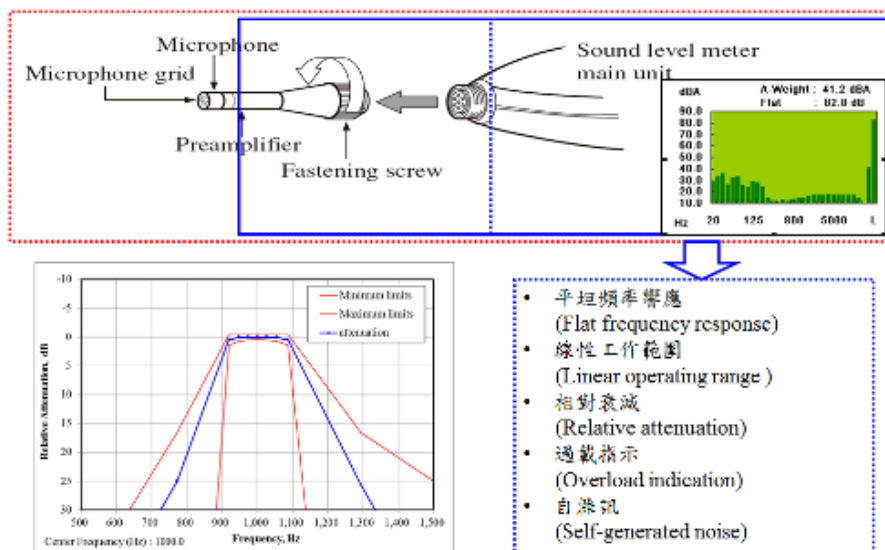 Microphone
Microphone grid
Preamplifier
Fastening screw
Sound level meter
main unit
dBA
A-Weight : 41.2 dBA
Flat : 82.8 dB
90.0
80.0
70.0
60.0
50.0
40.0
30.0
20.0
10.0
Hz 20 125 800 5000 L
-10
-5
0
5
10
15
20
25
30
Relative Attenuation, dB
Minimum limits
Maximum limits
attenuation
500 600 700 800 900 1,000 1,100 1,200 1,300 1,400 1,500
Center Frequency (Hz) : 1000.0
Frequency, Hz
• 平坦頻率響應
(Flat frequency response)
• 線性工作範圍
(Linear operating range )
• 相對衰減
(Relative attenuation)
• 過載指示
(Overload indication)
• 自雜訊
(Self-generated noise)